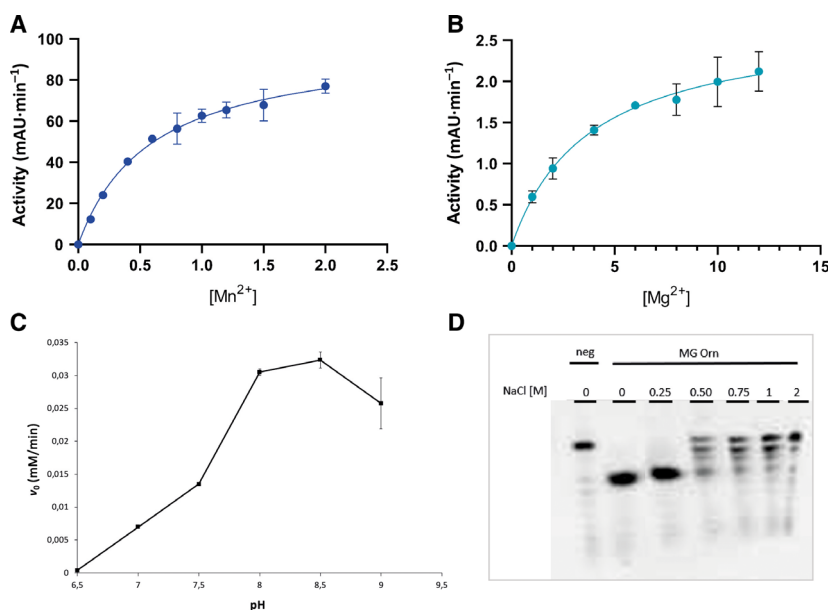 A
Activity (mAU·min⁻¹)
100
80
60
40
20
0
0.0 0.5 1.0 1.5 2.0 2.5
[Mn²⁺]
B
Activity (mAU·min⁻¹)
2.5
2.0
1.5
1.0
0.5
0.0
0 5 10 15
[Mg²⁺]
C
v₀ (mM/min)
0,035
0,03
0,025
0,02
0,015
0,01
0,005
0
6,5 7 7,5 8 8,5 9 9,5
pH
D
neg MG Orn
NaCl [M] 0 0 0.25 0.50 0.75 1 2